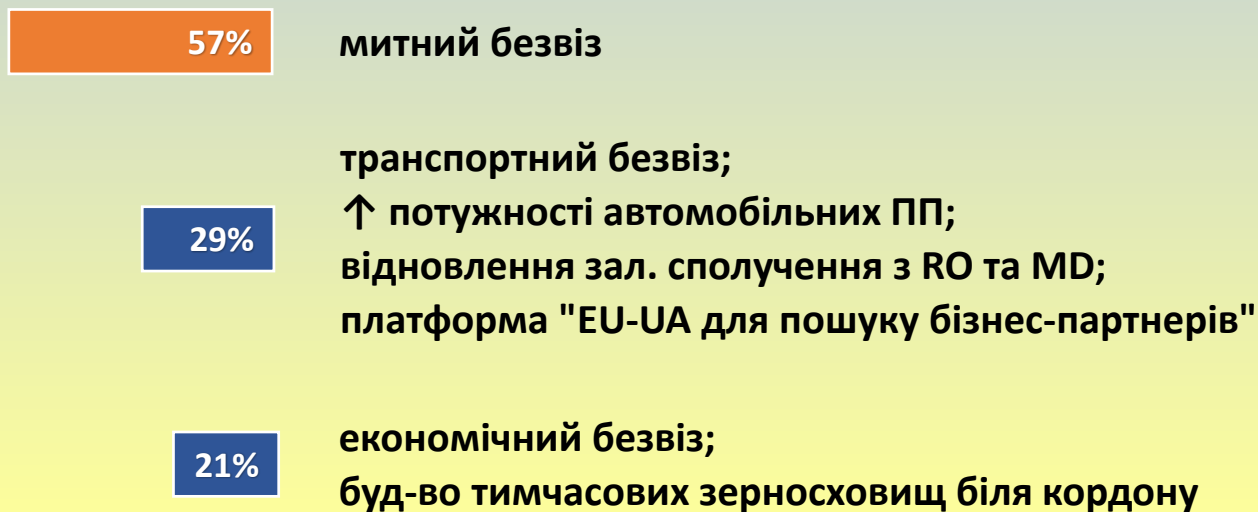 57%
митний безвіз
транспортний безвіз;
↑ потужності автомобільних ПП;
29%
відновлення зал. сполучення з RO та MD;
платформа "EU-UA для пошуку бізнес-партнерів"
економічний безвіз;
21%
буд-во тимчасових зерносховищ біля кордону